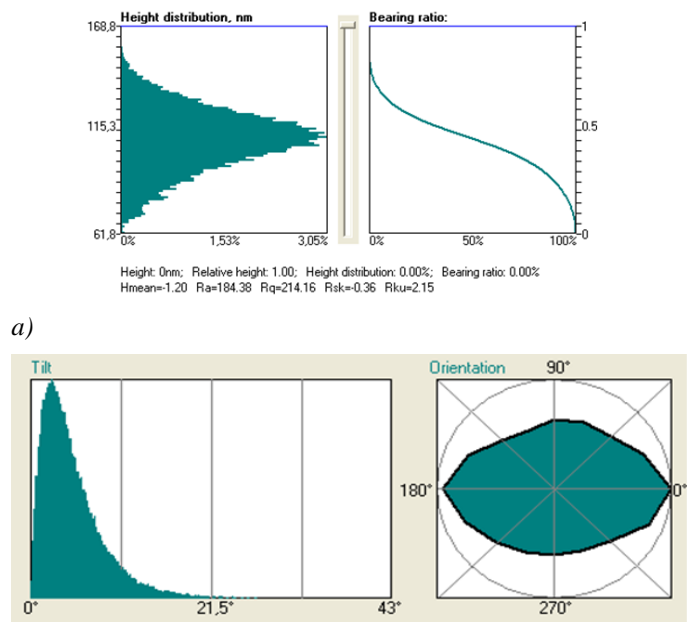 Height distribution, nm Bearing ratio:
168,8 1
115,3 0.5
61,8 0
0% 1,53% 3,05% 0% 50% 100%
Height: 0nm; Relative height: 1.00; Height distribution: 0.00%; Bearing ratio: 0.00%
Hmean=-1.20 Ra=184.38 Rq=214.16 Rsk=-0.36 Rku=2.15
a)
Tilt Orientation 90°
180° 0°
0° 21,5° 43° 270°